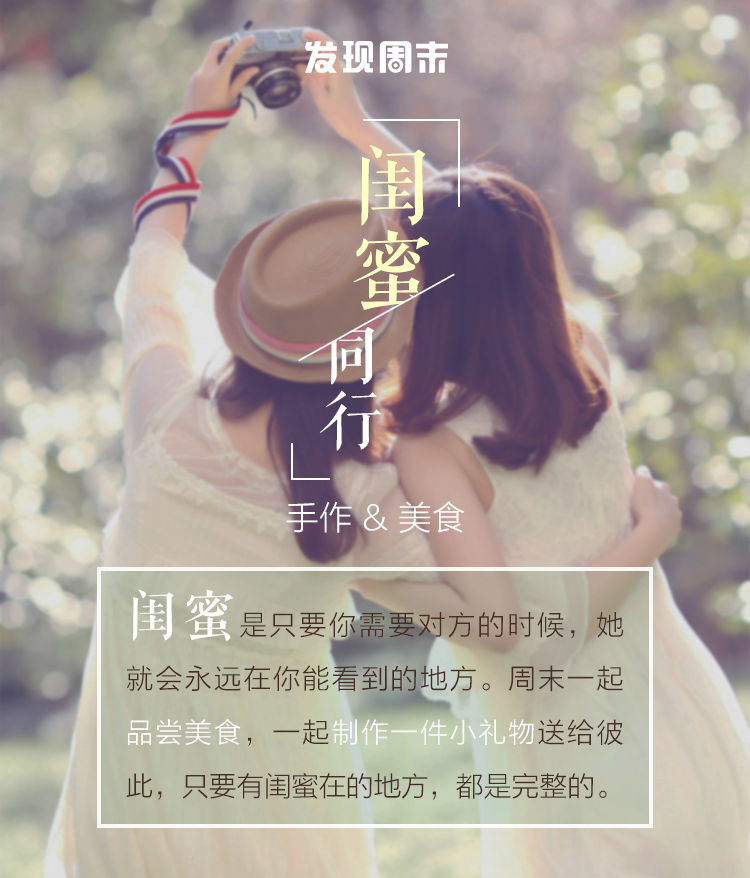 发现周末
闺蜜
同行
手作 & 美食
闺蜜是只要你需要对方的时候，她
就会永远在你能看到的地方。周末一起
品尝美食，一起制作一件小礼物送给彼
此，只要有闺蜜在的地方，都是完整的。